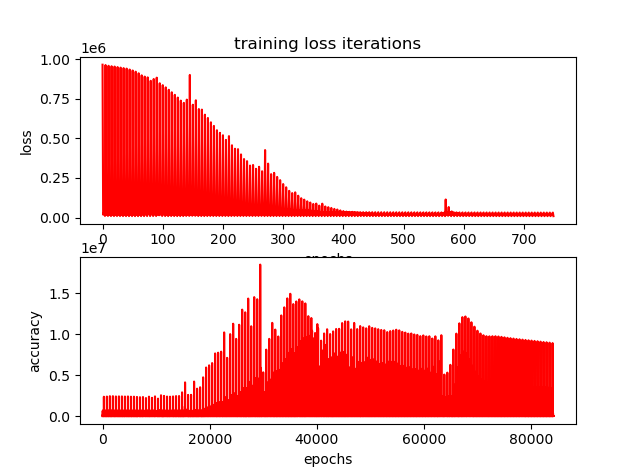 training loss iterations
1e6
1.00
0.75
0.50
0.25
0.00
loss
0 100 200 300 400 500 600 700
epochs
1e7
1.5
1.0
0.5
0.0
accuracy
0 20000 40000 60000 80000
epochs